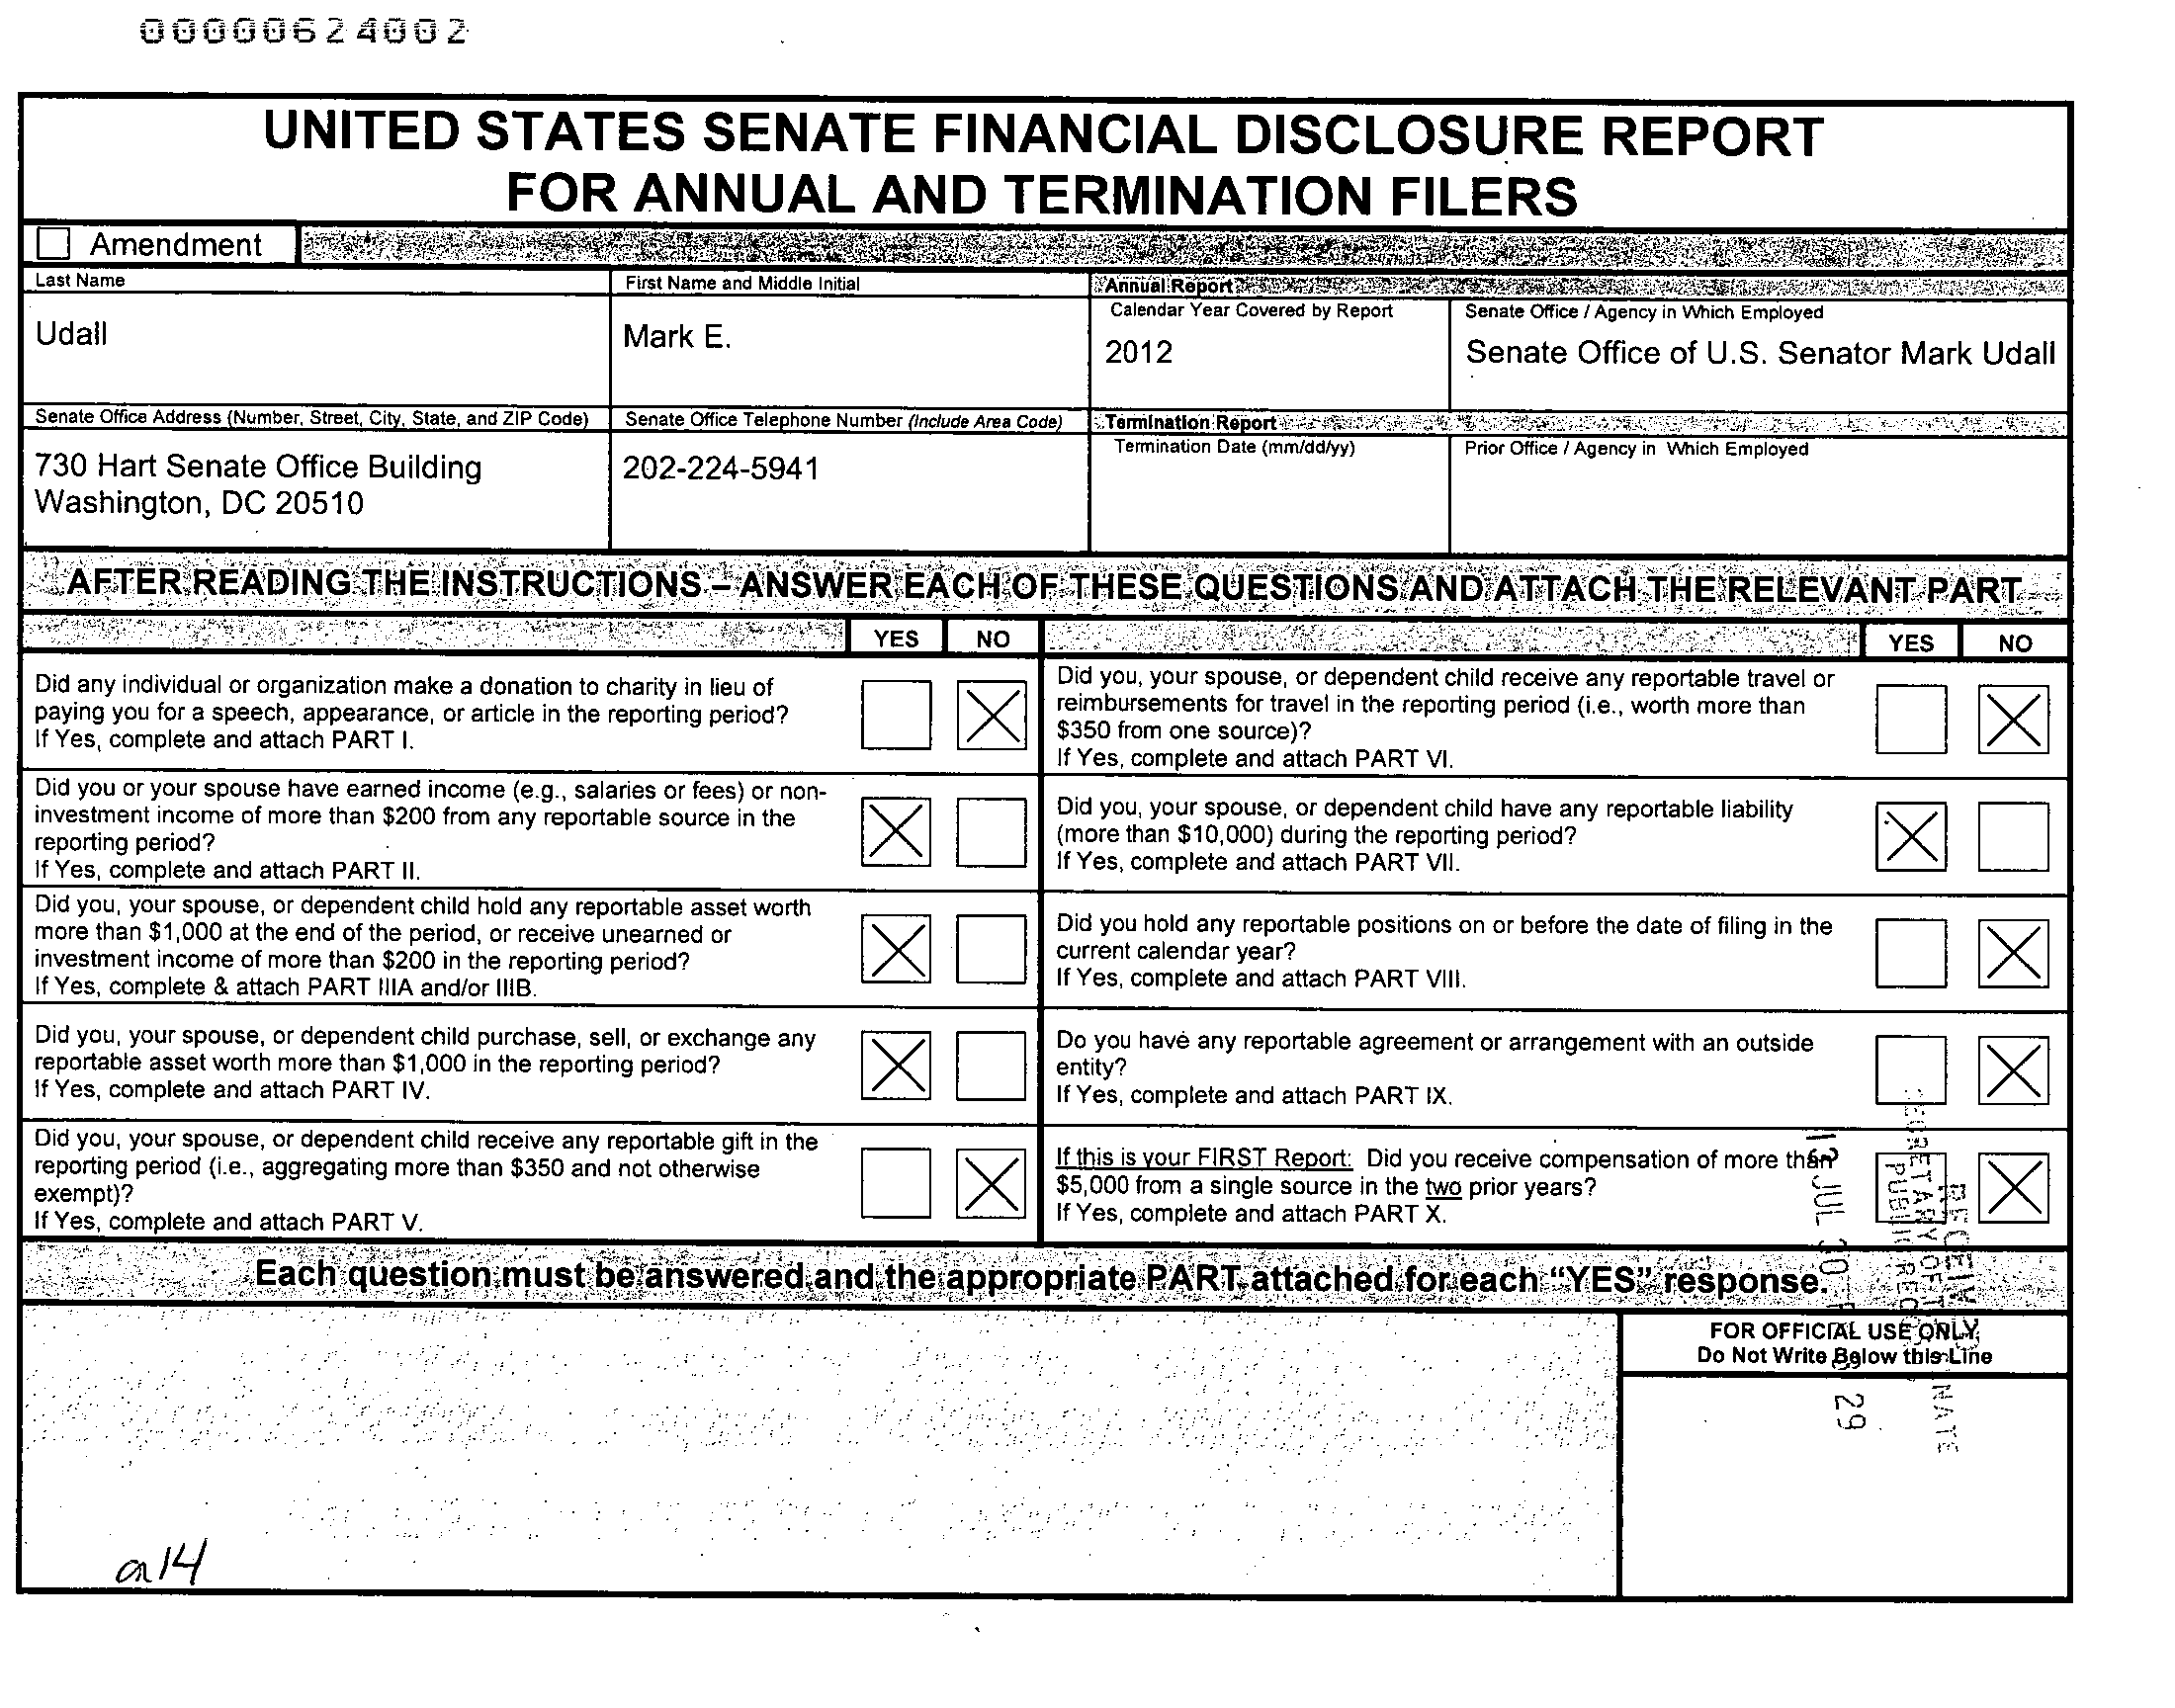 00000624002
UNITED STATES SENATE FINANCIAL DISCLOSURE REPORT
FOR ANNUAL AND TERMINATION FILERS
Amendment
Last Name
First Name and Middle Initial
Annual Report
Udall
Mark E.
Calendar Year Covered by Report
2012
Senate Office / Agency in Which Employed
Senate Office of U.S. Senator Mark Udall
Senate Office Address (Number, Street, City, State, and ZIP Code)
Senate Office Telephone Number (Include Area Code)
Termination Report
730 Hart Senate Office Building
Washington, DC 20510
202-224-5941
Termination Date (mm/dd/yy)
Prior Office / Agency in Which Employed
AFTER READING THE INSTRUCTIONS – ANSWER EACH OF THESE QUESTIONS AND ATTACH THE RELEVANT PART
YES NO
YES NO
Did any individual or organization make a donation to charity in lieu of
paying you for a speech, appearance, or article in the reporting period?
If Yes, complete and attach PART I.
Did you, your spouse, or dependent child receive any reportable travel or
reimbursements for travel in the reporting period (i.e., worth more than
$350 from one source)?
If Yes, complete and attach PART VI.
Did you or your spouse have earned income (e.g., salaries or fees) or non-
investment income of more than $200 from any reportable source in the
reporting period?
If Yes, complete and attach PART II.
Did you, your spouse, or dependent child have any reportable liability
(more than $10,000) during the reporting period?
If Yes, complete and attach PART VII.
Did you, your spouse, or dependent child hold any reportable asset worth
more than $1,000 at the end of the period, or receive unearned or
investment income of more than $200 in the reporting period?
If Yes, complete & attach PART IIIA and/or IIIB.
Did you hold any reportable positions on or before the date of filing in the
current calendar year?
If Yes, complete and attach PART VIII.
Did you, your spouse, or dependent child purchase, sell, or exchange any
reportable asset worth more than $1,000 in the reporting period?
If Yes, complete and attach PART IV.
Do you have any reportable agreement or arrangement with an outside
entity?
If Yes, complete and attach PART IX.
Did you, your spouse, or dependent child receive any reportable gift in the
reporting period (i.e., aggregating more than $350 and not otherwise
exempt)?
If Yes, complete and attach PART V.
If this is your FIRST Report: Did you receive compensation of more than
$5,000 from a single source in the two prior years?
If Yes, complete and attach PART X.
Each question must be answered and the appropriate PART attached for each “YES” response.
FOR OFFICIAL USE ONLY
Do Not Write Below this Line
SECRETARY OF
PUBLIC
JUL 30
29
a14